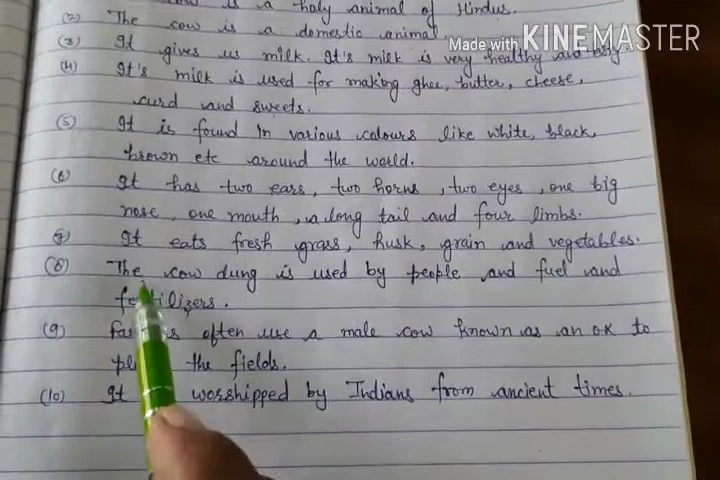 cow is a holy animal of Hindus.
(2) The cow is a domestic animal
Made with KINEMASTER
(3) It gives us milk. It's milk is very healthy and
(4) It's milk is used for making ghee, butter, cheese,
curd and sweets.
(5) It is found in various colours like white, black,
brown etc around the world.
(6) It has two ears, two horns, two eyes, one big
nose, one mouth, a long tail and four limbs.
(7) It eats fresh grass, husk, grain and vegetables.
(8) The cow dung is used by people and fuel and
fertilizers.
(9) often use a male cow known as an ox to
the fields.
(10) It worshipped by Indians from ancient times.